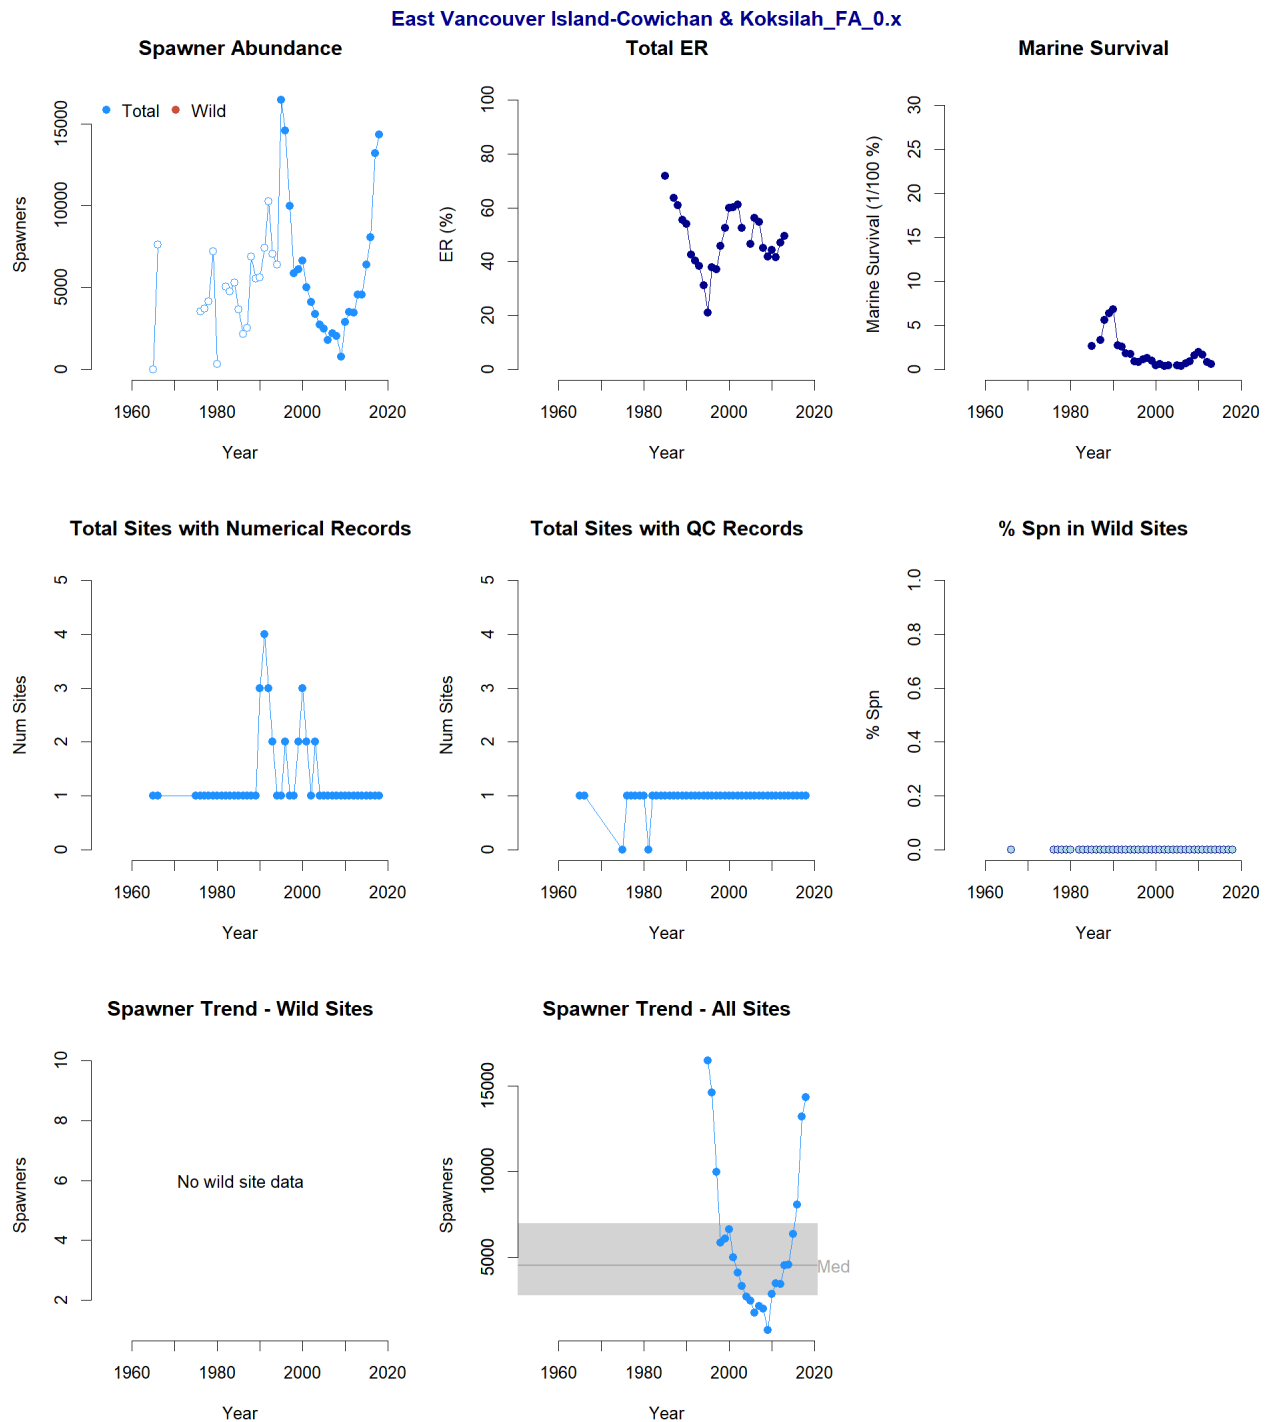 East Vancouver Island-Cowichan & Koksilah_FA_0.x
Spawner Abundance
Total
Wild
Spawners
0
5000
10000
15000
1960
1980
2000
2020
Year
Total ER
ER (%)
0
20
40
60
80
100
1960
1980
2000
2020
Year
Marine Survival
Marine Survival (1/100 %)
0
5
10
15
20
25
30
1960
1980
2000
2020
Year
Total Sites with Numerical Records
Num Sites
0
1
2
3
4
5
1960
1980
2000
2020
Year
Total Sites with QC Records
Num Sites
0
1
2
3
4
5
1960
1980
2000
2020
Year
% Spn in Wild Sites
% Spn
0.0
0.2
0.4
0.6
0.8
1.0
1960
1980
2000
2020
Year
Spawner Trend - Wild Sites
Spawners
2
4
6
8
10
No wild site data
1960
1980
2000
2020
Year
Spawner Trend - All Sites
Spawners
5000
10000
15000
Med
1960
1980
2000
2020
Year